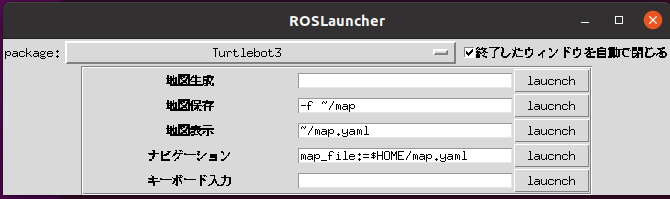 ROSLauncher
package: Turtlebot3 終了したウィンドウを自動で閉じる
地図生成 laucnch
地図保存 -f ~/map laucnch
地図表示 ~/map.yaml laucnch
ナビゲーション map_file:=$HOME/map.yaml laucnch
キーボード入力 laucnch